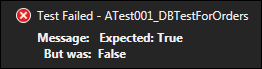 Test Failed - ATest001_DBTestForOrders
Message: Expected: True
But was: False